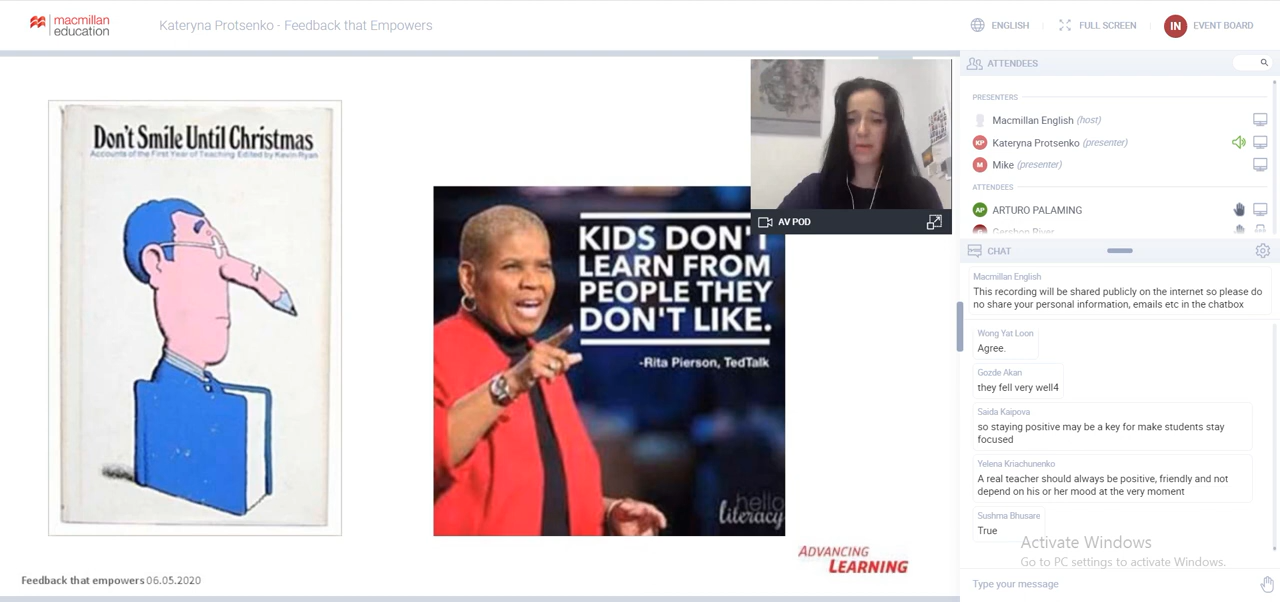 macmillan
education
Kateryna Protsenko - Feedback that Empowers
ENGLISH
FULL SCREEN
IN
EVENT BOARD
Don't Smile Until Christmas
Accounts of the First Year of Teaching Edited by Kevin Ryan
KIDS DON'T
LEARN FROM
PEOPLE THEY
DON'T LIKE.
-Rita Pierson, TedTalk
hello
literacy
ADVANCING
LEARNING
Feedback that empowers 06.05.2020
AV POD
ATTENDEES
PRESENTERS
Macmillan English (host)
KP Kateryna Protsenko (presenter)
M Mike (presenter)
ATTENDEES
AP ARTURO PALAMING
Gershon River
CHAT
Macmillan English
This recording will be shared publicly on the internet so please do
no share your personal information, emails etc in the chatbox
Wong Yat Loon
Agree.
Gozde Akan
they fell very well4
Saida Kaipova
so staying positive may be a key for make students stay
focused
Yelena Kriachunenko
A real teacher should always be positive, friendly and not
depend on his or her mood at the very moment
Sushma Bhusare
True
Activate Windows
Go to PC settings to activate Windows.
Type your message